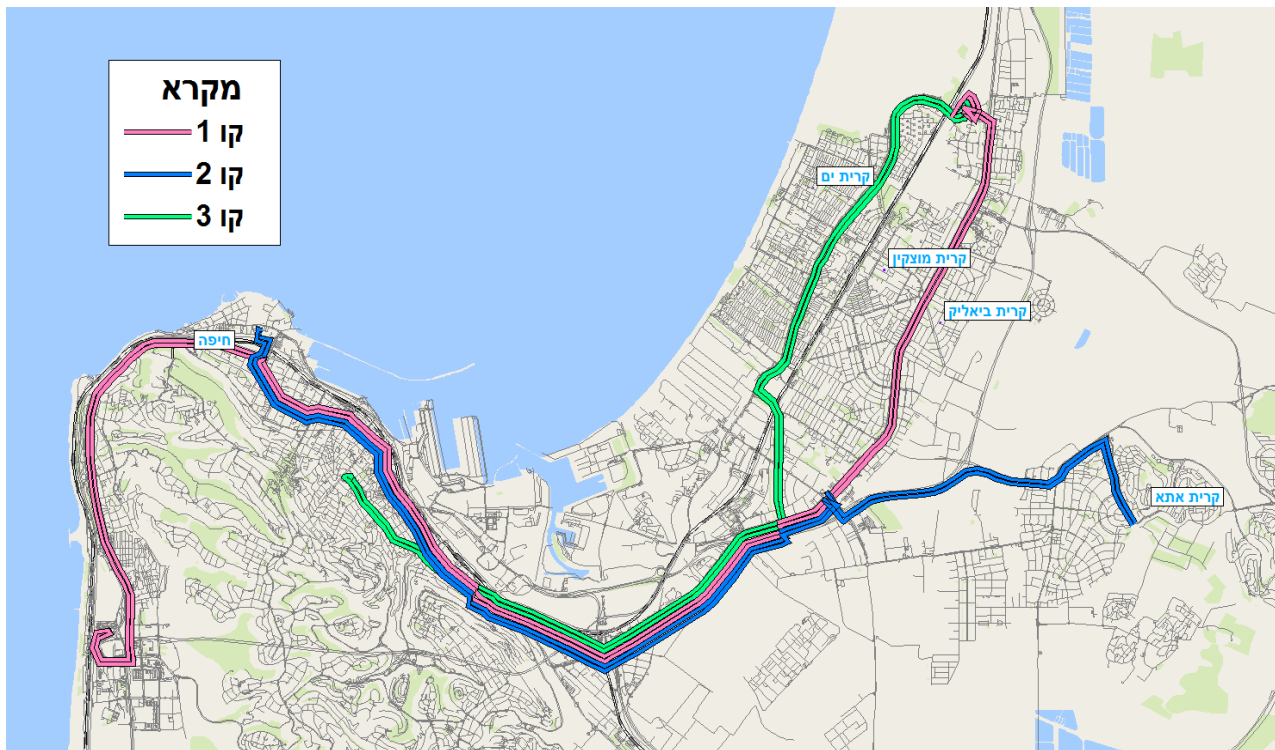 מקרא
קו 1
קו 2
קו 3
קרית ים
קרית מוצקין
קרית ביאליק
חיפה
קרית אתא